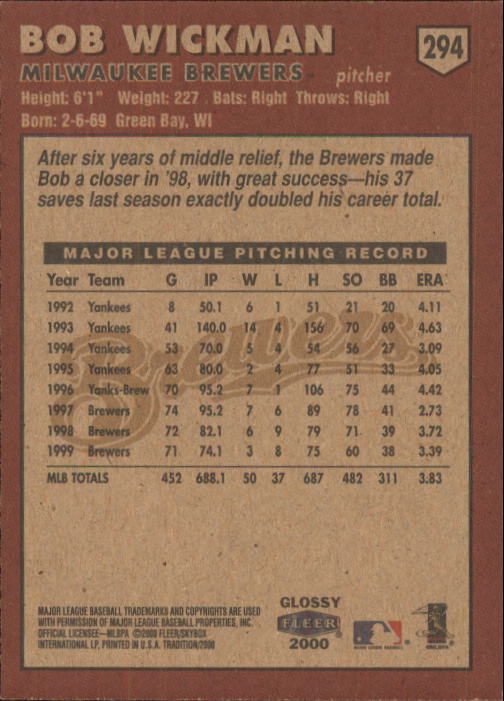 BOB WICKMAN
294
MILWAUKEE BREWERS pitcher
Height: 6'1" Weight: 227 Bats: Right Throws: Right
Born: 2-6-69 Green Bay, WI
After six years of middle relief, the Brewers made
Bob a closer in '98, with great success—his 37
saves last season exactly doubled his career total.
MAJOR LEAGUE PITCHING RECORD
Year Team G IP W L H SO BB ERA
1992 Yankees 8 50.1 6 1 51 21 20 4.11
1993 Yankees 41 140.0 14 4 156 70 69 4.63
1994 Yankees 53 70.0 5 4 54 56 27 3.09
1995 Yankees 63 80.0 2 4 77 51 33 4.05
1996 Yanks-Brew 70 95.2 7 1 106 75 44 4.42
1997 Brewers 74 95.2 7 6 89 78 41 2.73
1998 Brewers 72 82.1 6 9 79 71 39 3.72
1999 Brewers 71 74.1 3 8 75 60 38 3.39
MLB TOTALS 452 688.1 50 37 687 482 311 3.83
Brewers
MAJOR LEAGUE BASEBALL TRADEMARKS AND COPYRIGHTS ARE USED
WITH PERMISSION OF MAJOR LEAGUE BASEBALL PROPERTIES, INC.
OFFICIAL LICENSEE—MLBPA ©2000 FLEER/SKYBOX
INTERNATIONAL LP, PRINTED IN U.S.A. TRADITION/2000
GLOSSY
FLEER
2000